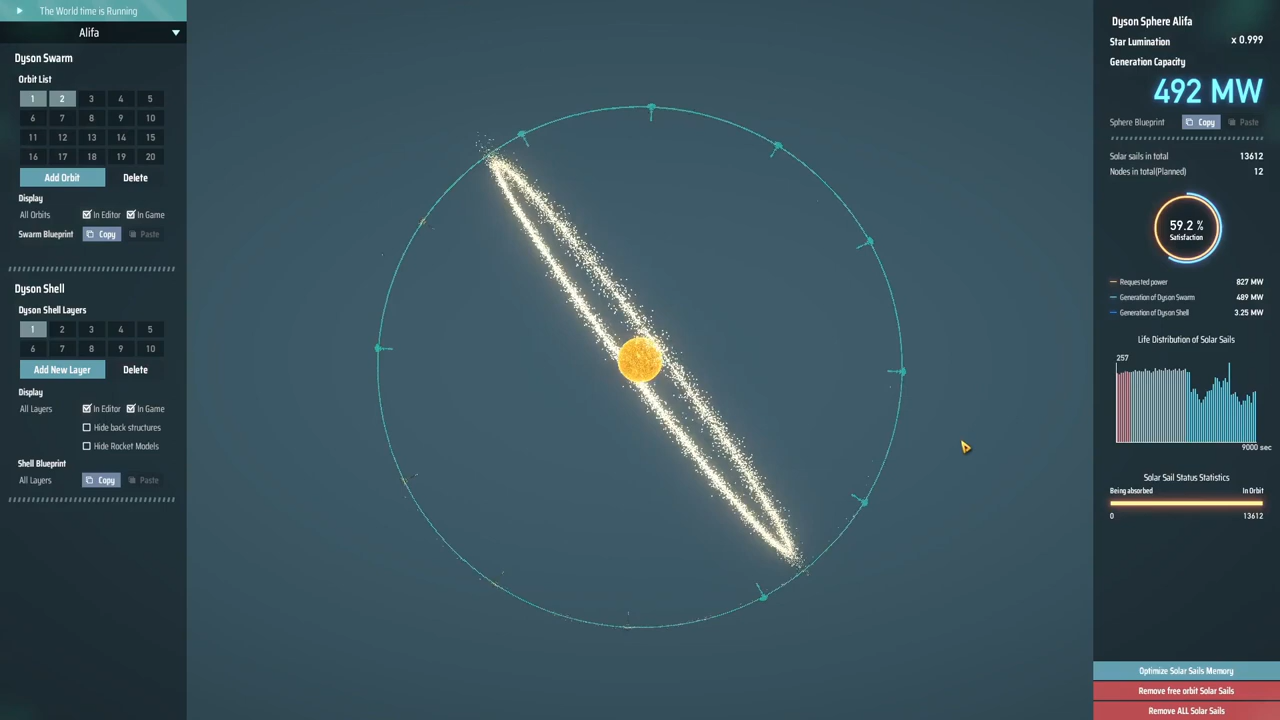 The World time is Running
Alifa
Dyson Swarm
Orbit List
1 2 3 4 5
6 7 8 9 10
11 12 13 14 15
16 17 18 19 20
Add Orbit Delete
Display
All Orbits In Editor In Game
Swarm Blueprint Copy Paste
Dyson Shell
Dyson Shell Layers
1 2 3 4 5
6 7 8 9 10
Add New Layer Delete
Display
All Layers In Editor In Game
Hide back structures
Hide Rocket Models
Shell Blueprint
All Layers Copy Paste
Dyson Sphere Alifa
Star Lumination x 0.999
Generation Capacity
492 MW
Sphere Blueprint Copy Paste
Solar sails in total 13612
Nodes in total(Planned) 12
59.2 %
Satisfaction
Requested power 827 MW
Generation of Dyson Swarm 489 MW
Generation of Dyson Shell 3.25 MW
Life Distribution of Solar Sails
257
9000 sec
Solar Sail Status Statistics
Being absorbed In Orbit
0 13612
Optimize Solar Sails Memory
Remove free orbit Solar Sails
Remove ALL Solar Sails